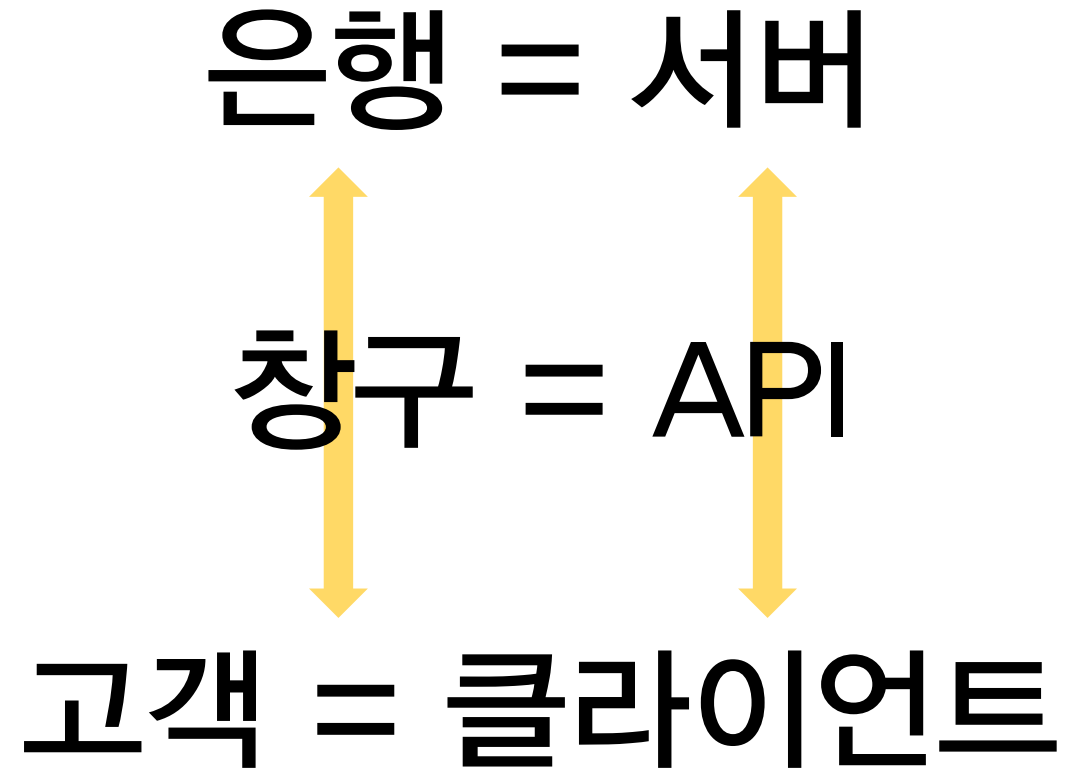 은행 = 서버
창구 = API
고객 = 클라이언트